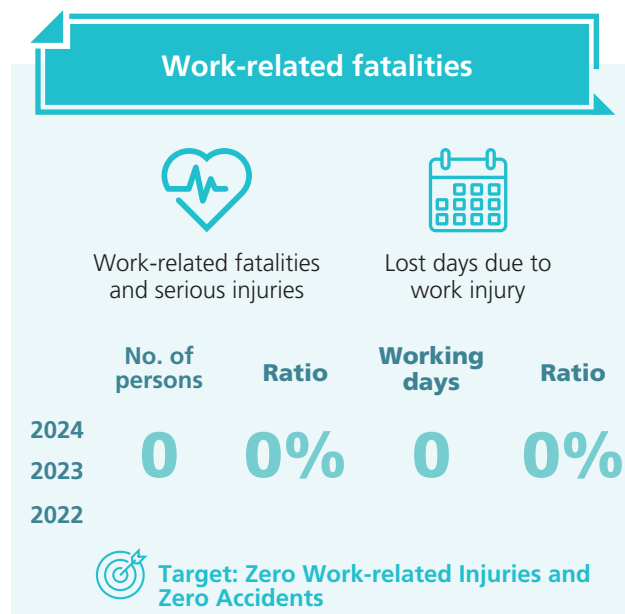 Work-related fatalities
Work-related fatalities
and serious injuries
Lost days due to
work injury
No. of
persons
Ratio
Working
days
Ratio
2024
2023
2022
0
0%
0
0%
Target: Zero Work-related Injuries and
Zero Accidents